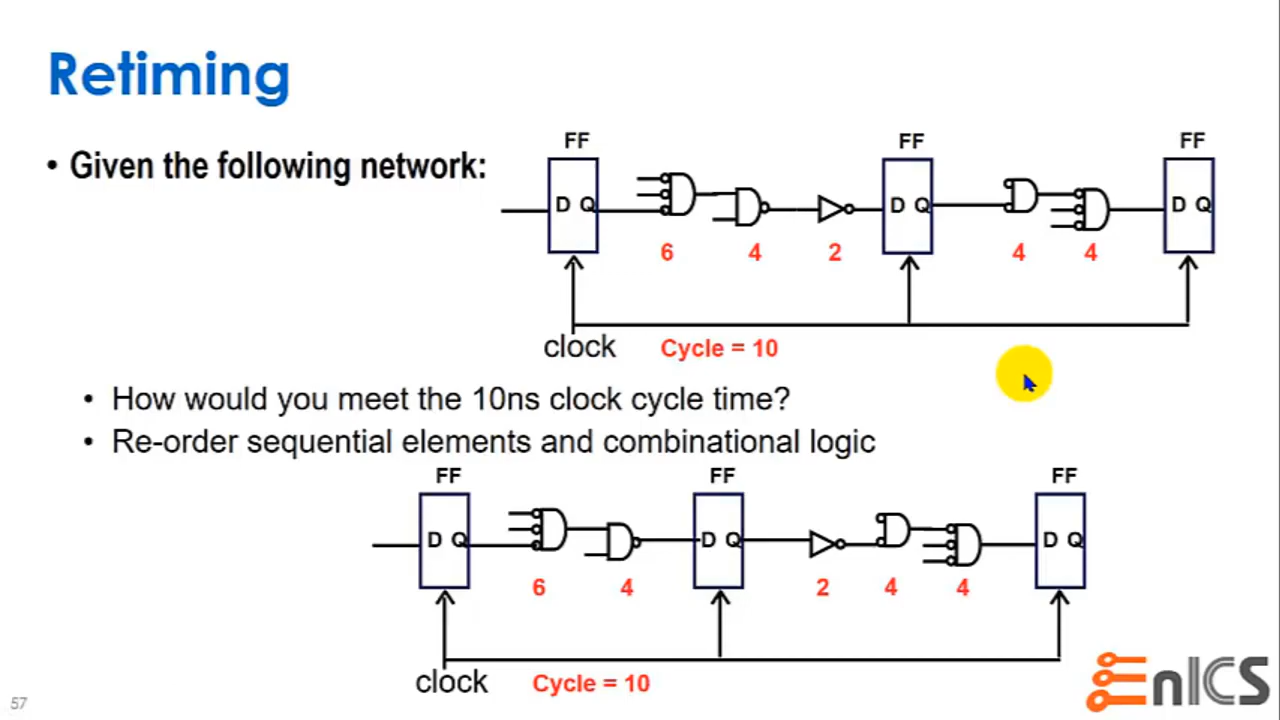 Retiming
• Given the following network:
FF FF FF
D Q D Q D Q
6 4 2 4 4
clock Cycle = 10
• How would you meet the 10ns clock cycle time?
• Re-order sequential elements and combinational logic
FF FF FF
D Q D Q D Q
6 4 2 4 4
clock Cycle = 10
57
EnICS